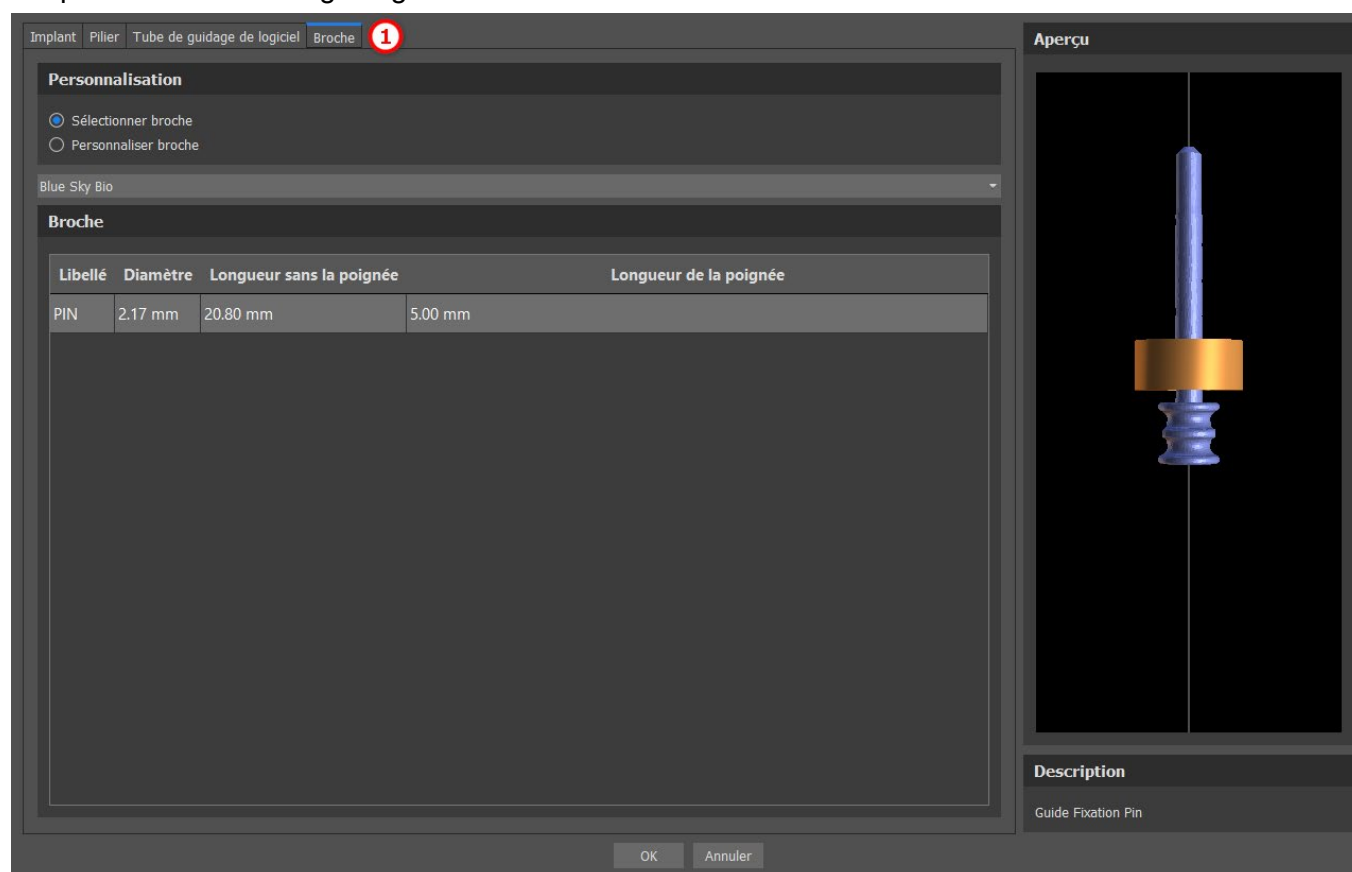 Implant Pilier Tube de guidage de logiciel Broche 1
Personnalisation
Sélectionner broche
Personnaliser broche
Blue Sky Bio
Broche
Libellé Diamètre Longueur sans la poignée Longueur de la poignée
PIN 2.17 mm 20.80 mm 5.00 mm
Aperçu
Description
Guide Fixation Pin
OK Annuler